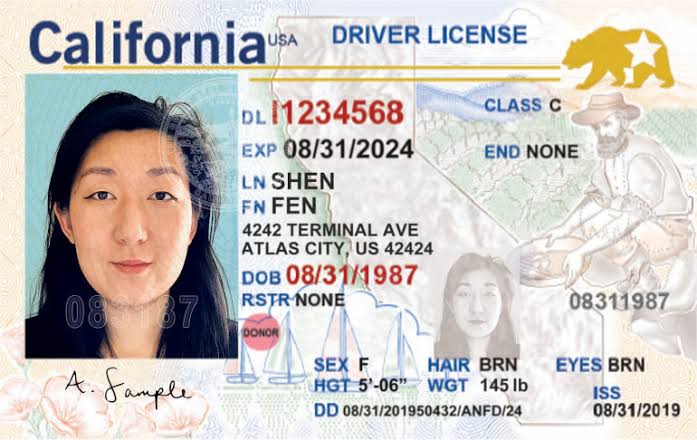 California USA DRIVER LICENSE
DL I1234568 CLASS C
EXP 08/31/2024 END NONE
LN SHEN
FN FEN
4242 TERMINAL AVE
ATLAS CITY, US 42424
DOB 08/31/1987
RSTR NONE 08311987
DONOR
SEX F HAIR BRN EYES BRN
HGT 5'-06" WGT 145 lb ISS
DD 08/31/201950432/ANFD/24 08/31/2019
A. Sample